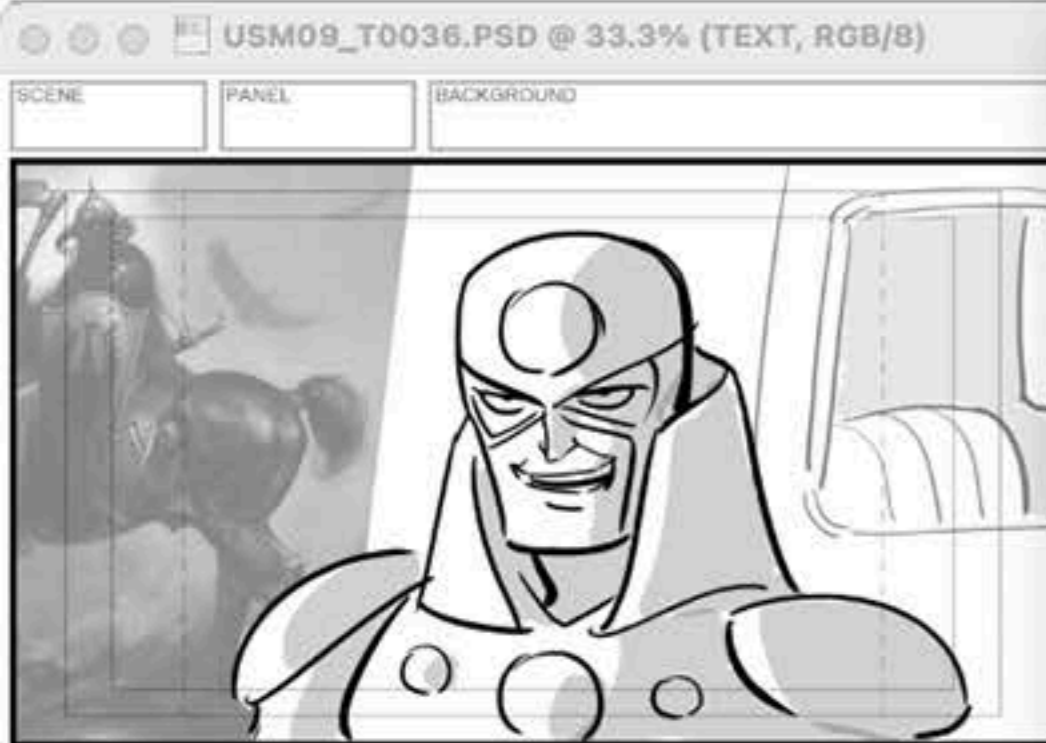 USM09_T0036.PSD @ 33.3% (TEXT, RGB/8)
SCENE
PANEL
BACKGROUND